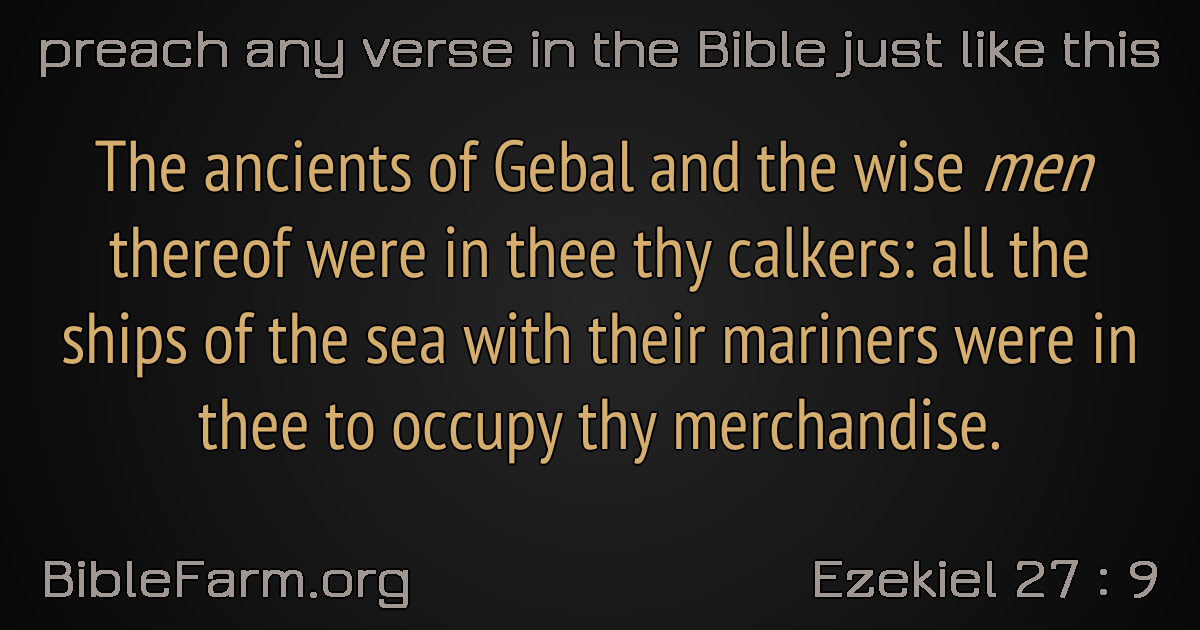 preach any verse in the Bible just like this
The ancients of Gebal and the wise men
thereof were in thee thy calkers: all the
ships of the sea with their mariners were in
thee to occupy thy merchandise.
BibleFarm.org
Ezekiel 27 : 9